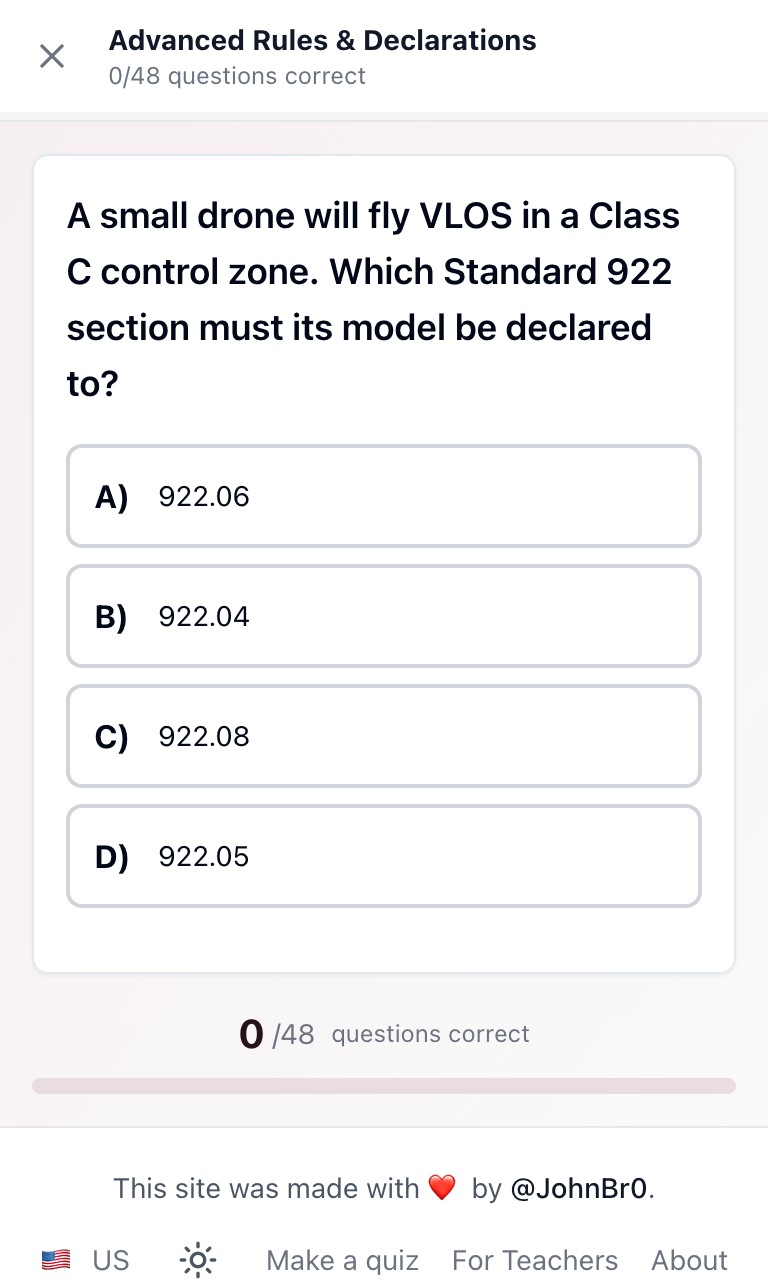 Advanced Rules & Declarations
0/48 questions correct
A small drone will fly VLOS in a Class
C control zone. Which Standard 922
section must its model be declared
to?
A) 922.06
B) 922.04
C) 922.08
D) 922.05
0 /48 questions correct
This site was made with ❤️ by @JohnBr0.
🇺🇸 US Make a quiz For Teachers About